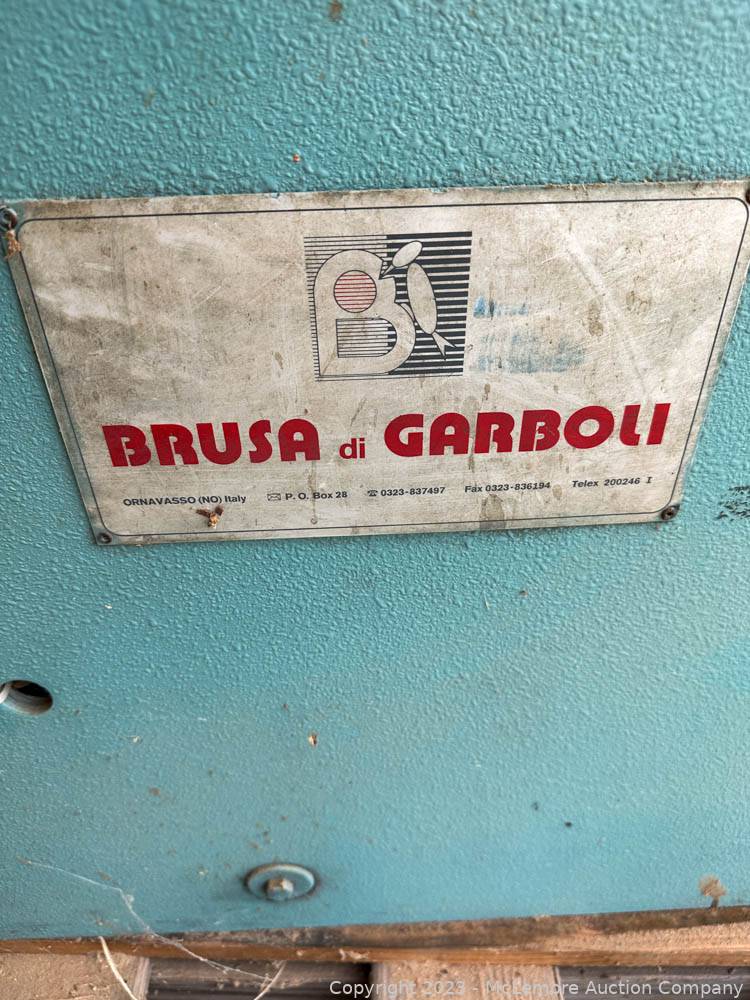 BRUSA di GARBOLI
ORNAVASSO (NO) Italy ✉ P. O. Box 28 ☎ 0323-837497 Fax 0323-836194 Telex 200246 I
Copyright 2023 - McLemore Auction Company